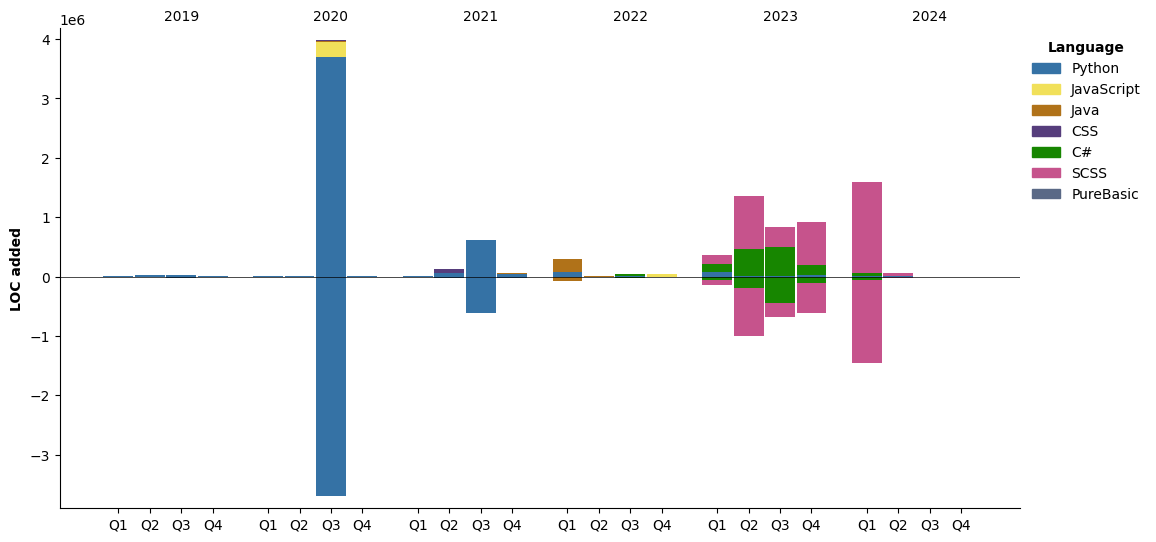 1e6
2019 2020 2021 2022 2023 2024
4
3
2
1
0
−1
−2
−3
LOC added
Q1 Q2 Q3 Q4 Q1 Q2 Q3 Q4 Q1 Q2 Q3 Q4 Q1 Q2 Q3 Q4 Q1 Q2 Q3 Q4 Q1 Q2 Q3 Q4
Language
Python
JavaScript
Java
CSS
C#
SCSS
PureBasic